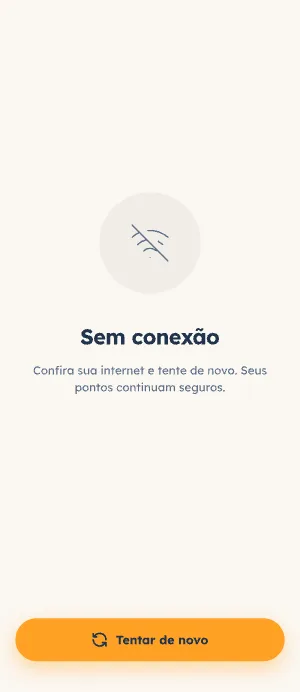 Sem conexão
Confira sua internet e tente de novo. Seus
pontos continuam seguros.
Tentar de novo